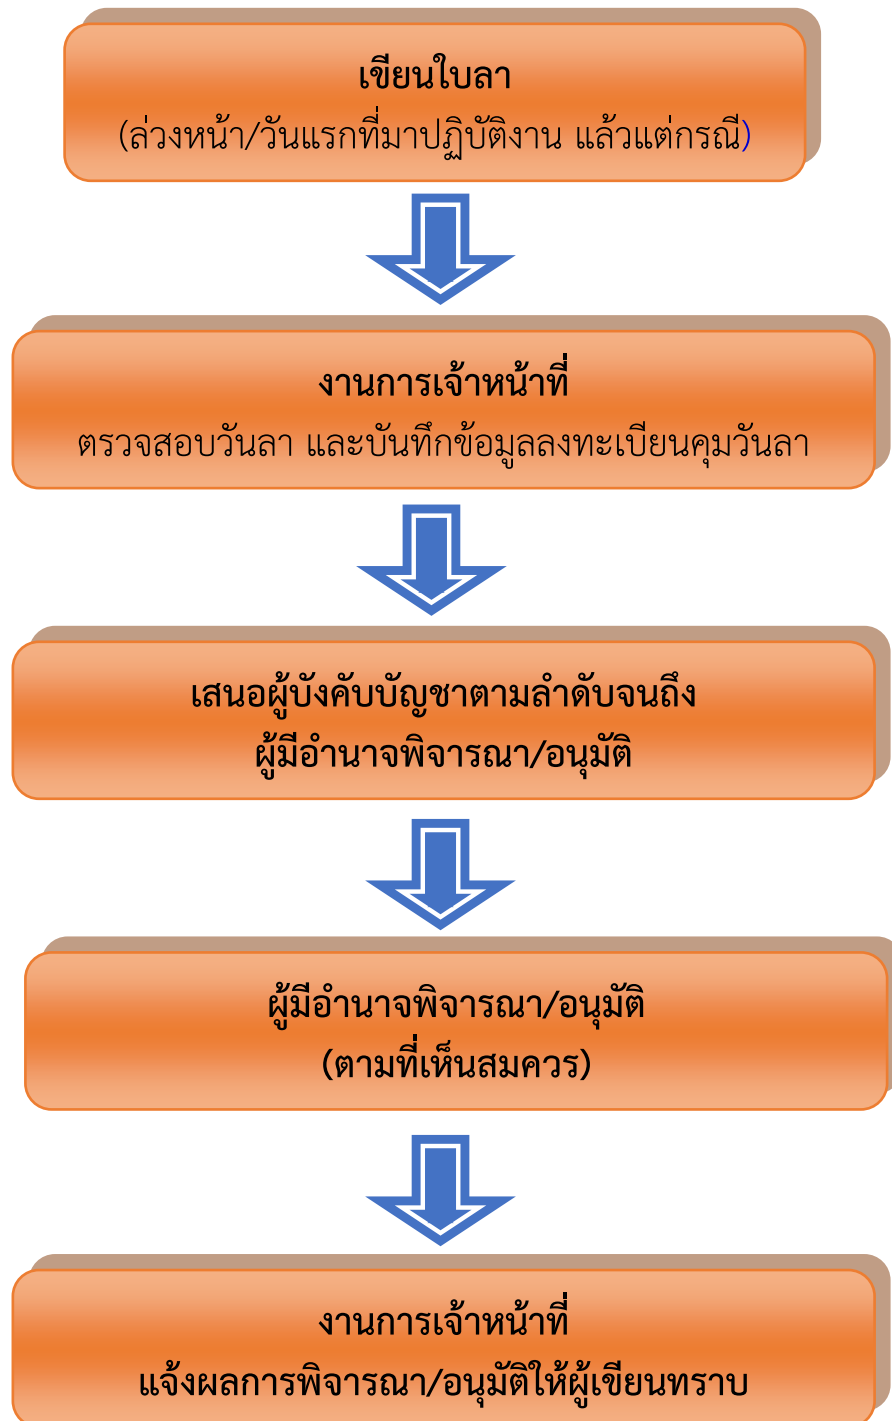 เขียนใบลา
(ล่วงหน้า/วันแรกที่มาปฏิบัติงาน แล้วแต่กรณี)
งานการเจ้าหน้าที่
ตรวจสอบวันลา และบันทึกข้อมูลลงทะเบียนคุมวันลา
เสนอผู้บังคับบัญชาตามลำดับจนถึง
ผู้มีอำนาจพิจารณา/อนุมัติ
ผู้มีอำนาจพิจารณา/อนุมัติ
(ตามที่เห็นสมควร)
งานการเจ้าหน้าที่
แจ้งผลการพิจารณา/อนุมัติให้ผู้เขียนทราบ